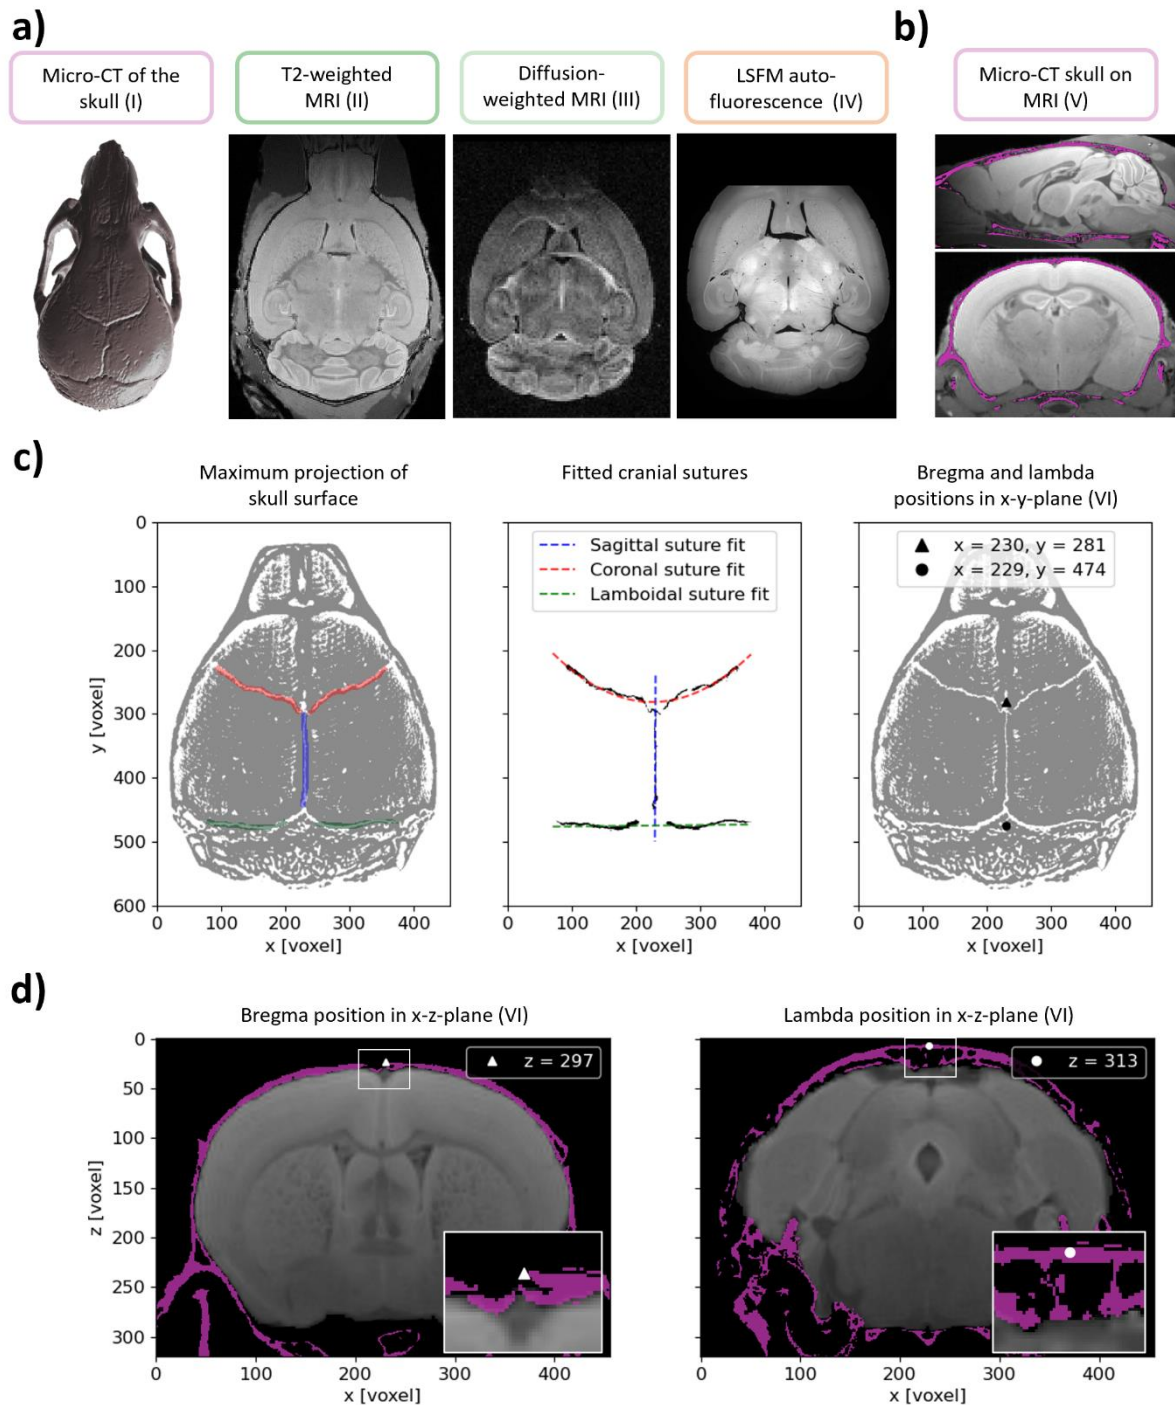 a)
b)
Micro-CT of the
skull (I)
T2-weighted
MRI (II)
Diffusion-
weighted MRI (III)
LSFM auto-
fluorescence (IV)
Micro-CT skull on
MRI (V)
c)
Maximum projection of
skull surface
Fitted cranial sutures
Bregma and lambda
positions in x-y-plane (VI)
0
100
200
300
400
500
600
y [voxel]
0 100 200 300 400
x [voxel]
Sagittal suture fit
Coronal suture fit
Lamboidal suture fit
0 100 200 300 400
x [voxel]
x = 230, y = 281
x = 229, y = 474
0 100 200 300 400
x [voxel]
d)
Bregma position in x-z-plane (VI)
Lambda position in x-z-plane (VI)
0
50
100
150
200
250
300
z [voxel]
z = 297
0 100 200 300 400
x [voxel]
z = 313
0 100 200 300 400
x [voxel]